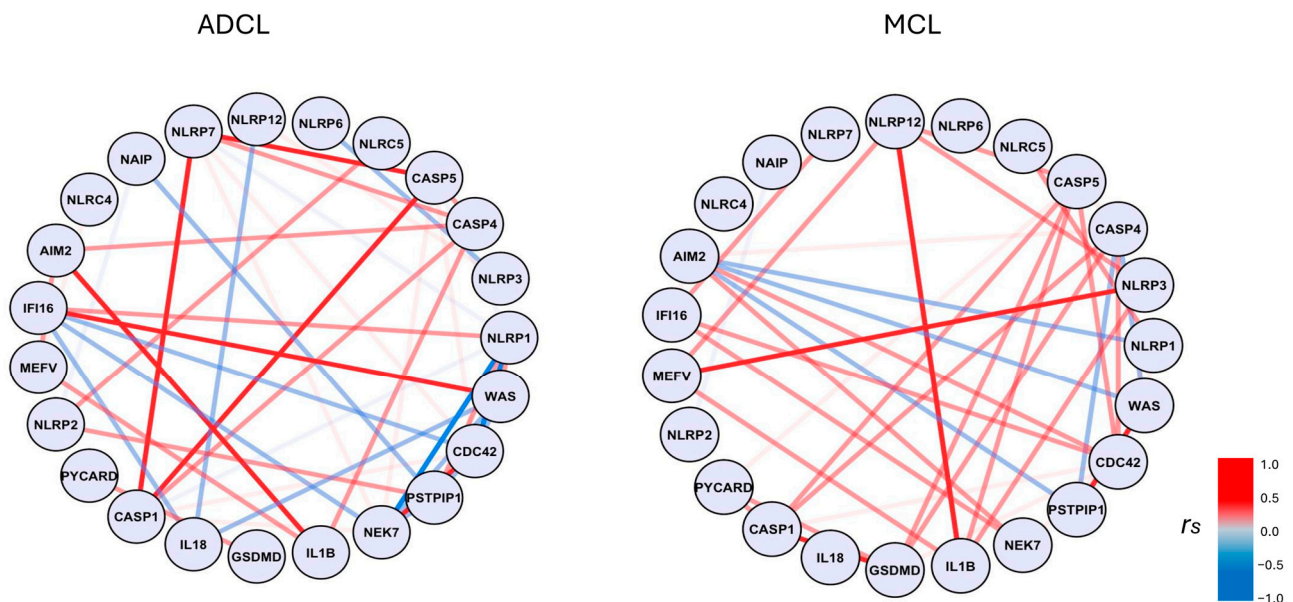 ADCL
NLRP12
NLRP6
NLRP7
NLRC5
NAIP
CASP5
NLRC4
CASP4
AIM2
NLRP3
IFI16
NLRP1
MEFV
WAS
NLRP2
CDC42
PYCARD
PSTPIP1
CASP1
NEK7
IL18
GSDMD
IL1B
MCL
NLRP12
NLRP6
NLRP7
NLRC5
NAIP
CASP5
NLRC4
CASP4
AIM2
NLRP3
IFI16
NLRP1
MEFV
WAS
NLRP2
CDC42
PYCARD
PSTPIP1
CASP1
NEK7
IL18
GSDMD
IL1B
rs
1.0
0.5
0.0
−0.5
−1.0